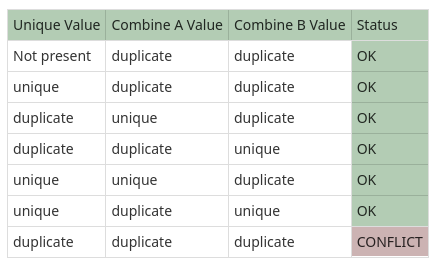 Unique Value Combine A Value Combine B Value Status
Not present duplicate duplicate OK
unique duplicate duplicate OK
duplicate unique duplicate OK
duplicate duplicate unique OK
unique unique duplicate OK
unique duplicate unique OK
duplicate duplicate duplicate CONFLICT